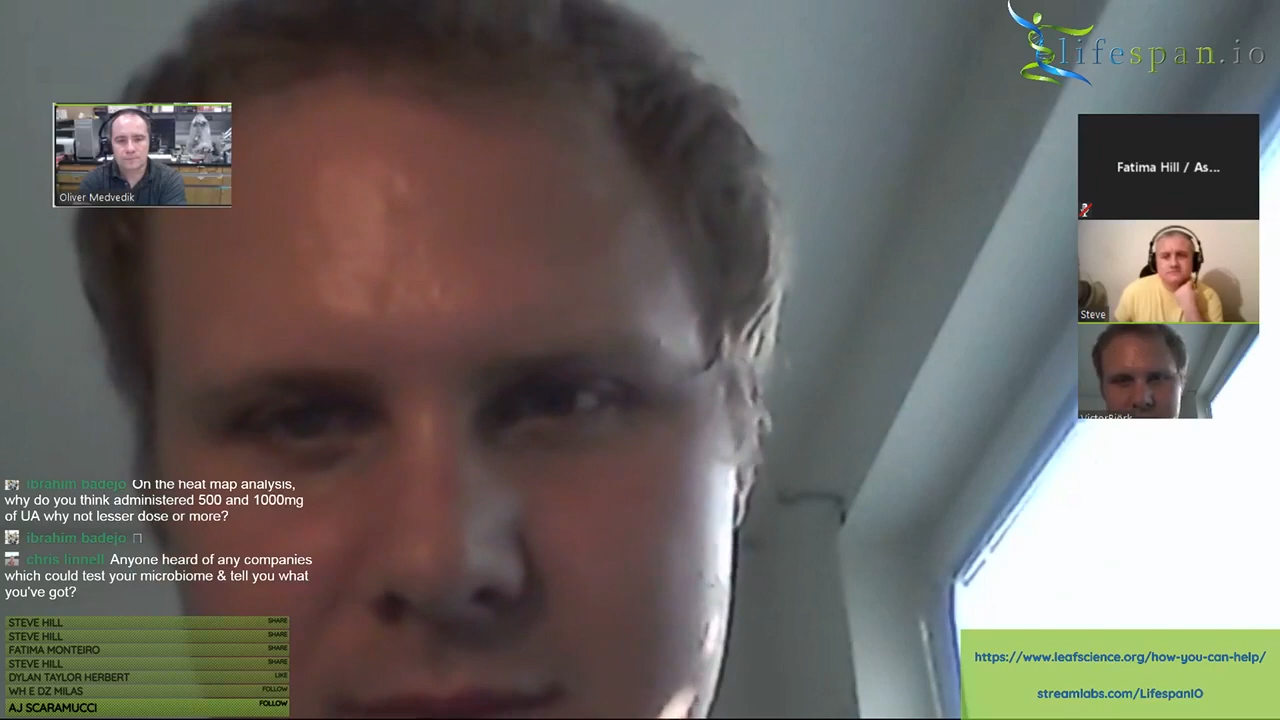 lifespan.io
Oliver Medvedik
Fatima Hill / As...
Steve
VictorBjörk
ibrahim badejo On the heat map analysis,
why do you think administered 500 and 1000mg
of UA why not lesser dose or more?
ibrahim badejo
chris linnell Anyone heard of any companies
which could test your microbiome & tell you what
you've got?
STEVE HILL SHARE
STEVE HILL SHARE
FATIMA MONTEIRO SHARE
STEVE HILL SHARE
DYLAN TAYLOR HERBERT LIKE
WH E DZ MILAS FOLLOW
AJ SCARAMUCCI FOLLOW
https://www.leafscience.org/how-you-can-help/
streamlabs.com/LifespanIO